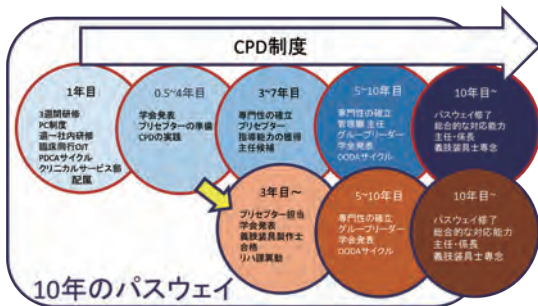 CPD制度
1年目
3週間研修
PC制度
週一社内研修
臨床同行OJT
PDCAサイクル
クリニカルサービス部
配属
0.5~4年目
学会発表
プリセプターの準備
CPDの実践
3~7年目
専門性の確立
プリセプター
指導能力の獲得
主任候補
5~10年目
専門性の確立
管理職 主任
グループリーダー
学会発表
OODAサイクル
10年目~
パスウェイ修了
総合的な対応能力
主任・係長
義肢装具士専念
3年目~
プリセプター担当
学会発表
義肢装具製作士
合格
リハ課異動
5~10年目
専門性の確立
グループリーダー
学会発表
OODAサイクル
10年目~
パスウェイ修了
総合的な対応能力
主任・係長
義肢装具士専念
10年のパスウェイ